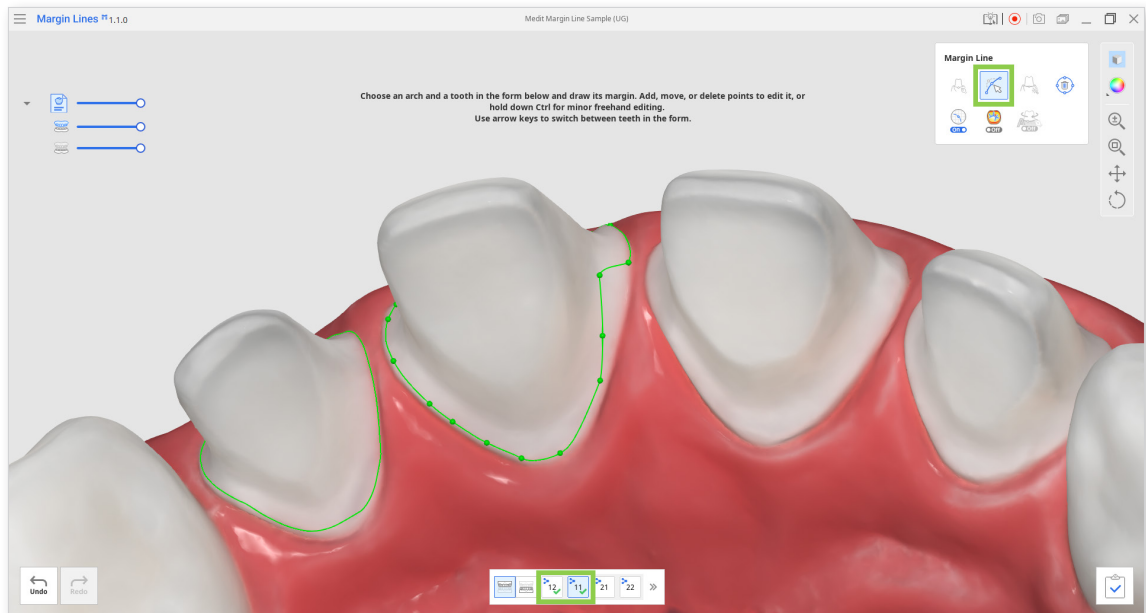 Margin Lines 1.1.0
Medit Margin Line Sample (UG)
Margin Line
Choose an arch and a tooth in the form below and draw its margin. Add, move, or delete points to edit it, or
hold down Ctrl for minor freehand editing.
Use arrow keys to switch between teeth in the form.
ON
Off
Off
Undo
Redo
12
11
21
22